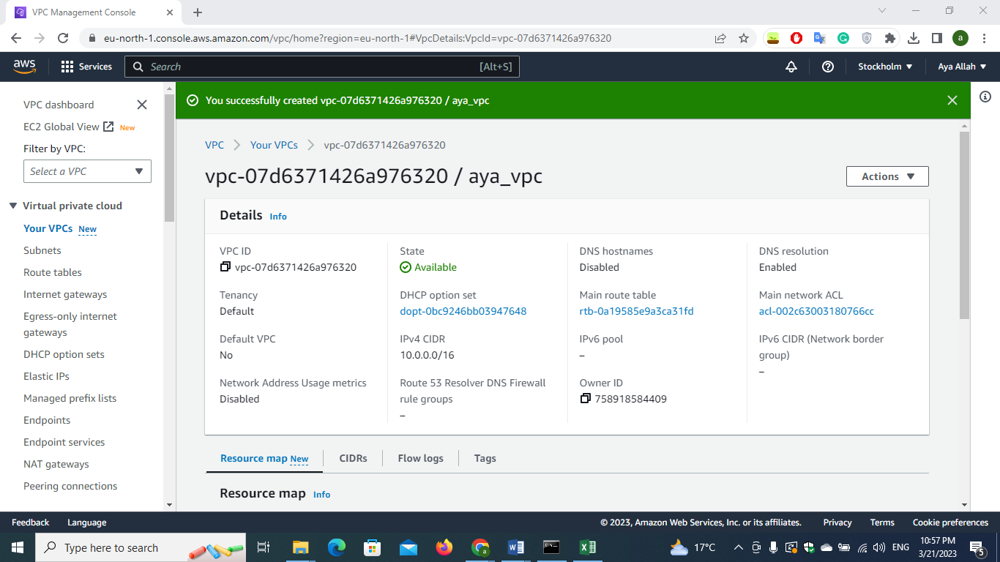 VPC Management Console
eu-north-1.console.aws.amazon.com/vpc/home?region=eu-north-1#VpcDetails:VpcId=vpc-07d6371426a976320
a
aws
Services
Search
[Alt+S]
Stockholm
Aya Allah
VPC dashboard
EC2 Global View New
Filter by VPC:
Select a VPC
Virtual private cloud
Your VPCs New
Subnets
Route tables
Internet gateways
Egress-only internet
gateways
DHCP option sets
Elastic IPs
Managed prefix lists
Endpoints
Endpoint services
NAT gateways
Peering connections
You successfully created vpc-07d6371426a976320 / aya_vpc
VPC
Your VPCs
vpc-07d6371426a976320
vpc-07d6371426a976320 / aya_vpc
Actions
Details Info
VPC ID
vpc-07d6371426a976320
State
Available
DNS hostnames
Disabled
DNS resolution
Enabled
Tenancy
Default
DHCP option set
dopt-0bc9246bb03947648
Main route table
rtb-0a19585e9a3ca31fd
Main network ACL
acl-002c63003180766cc
Default VPC
No
IPv4 CIDR
10.0.0.0/16
IPv6 pool
–
IPv6 CIDR (Network border
group)
–
Network Address Usage metrics
Disabled
Route 53 Resolver DNS Firewall
rule groups
–
Owner ID
758918584409
Resource map New
CIDRs
Flow logs
Tags
Resource map Info
Feedback
Language
© 2023, Amazon Web Services, Inc. or its affiliates.
Privacy
Terms
Cookie preferences
Type here to search
17°C
ENG
10:57 PM
3/21/2023
5